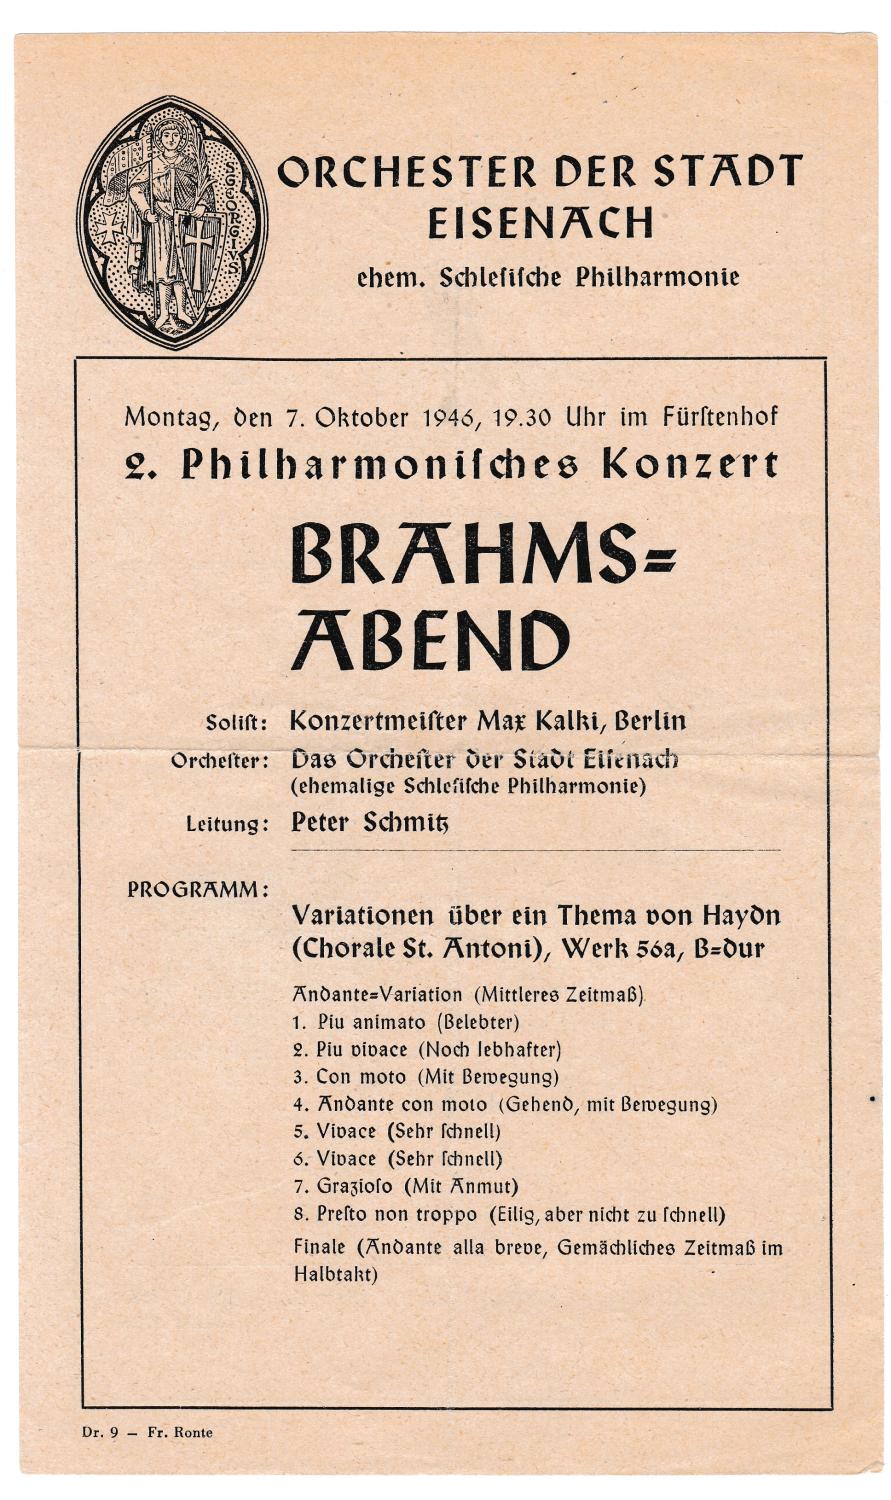 S GEORGIVS
ORCHESTER DER STADT
EISENACH
ehem. Schleſiſche Philharmonie
Montag, den 7. Oktober 1946, 19.30 Uhr im Fürſtenhof
2. Philharmoniſches Konzert
BRAHMS=
ABEND
Soliſt: Konzertmeiſter Max Kalki, Berlin
Orcheſter: Das Orcheſter der Stadt Eiſenach
(ehemalige Schleſiſche Philharmonie)
Leitung: Peter Schmitz
PROGRAMM:
Variationen über ein Thema von Haydn
(Chorale St. Antoni), Werk 56a, B=dur
Andante=Variation (Mittleres Zeitmaß)
1. Piu animato (Belebter)
2. Piu vivace (Noch lebhafter)
3. Con moto (Mit Bewegung)
4. Andante con moto (Gehend, mit Bewegung)
5. Vivace (Sehr ſchnell)
6. Vivace (Sehr ſchnell)
7. Grazioſo (Mit Anmut)
8. Preſto non troppo (Eilig, aber nicht zu ſchnell)
Finale (Andante alla breve, Gemächliches Zeitmaß im
Halbtakt)
Dr. 9 — Fr. Ronte